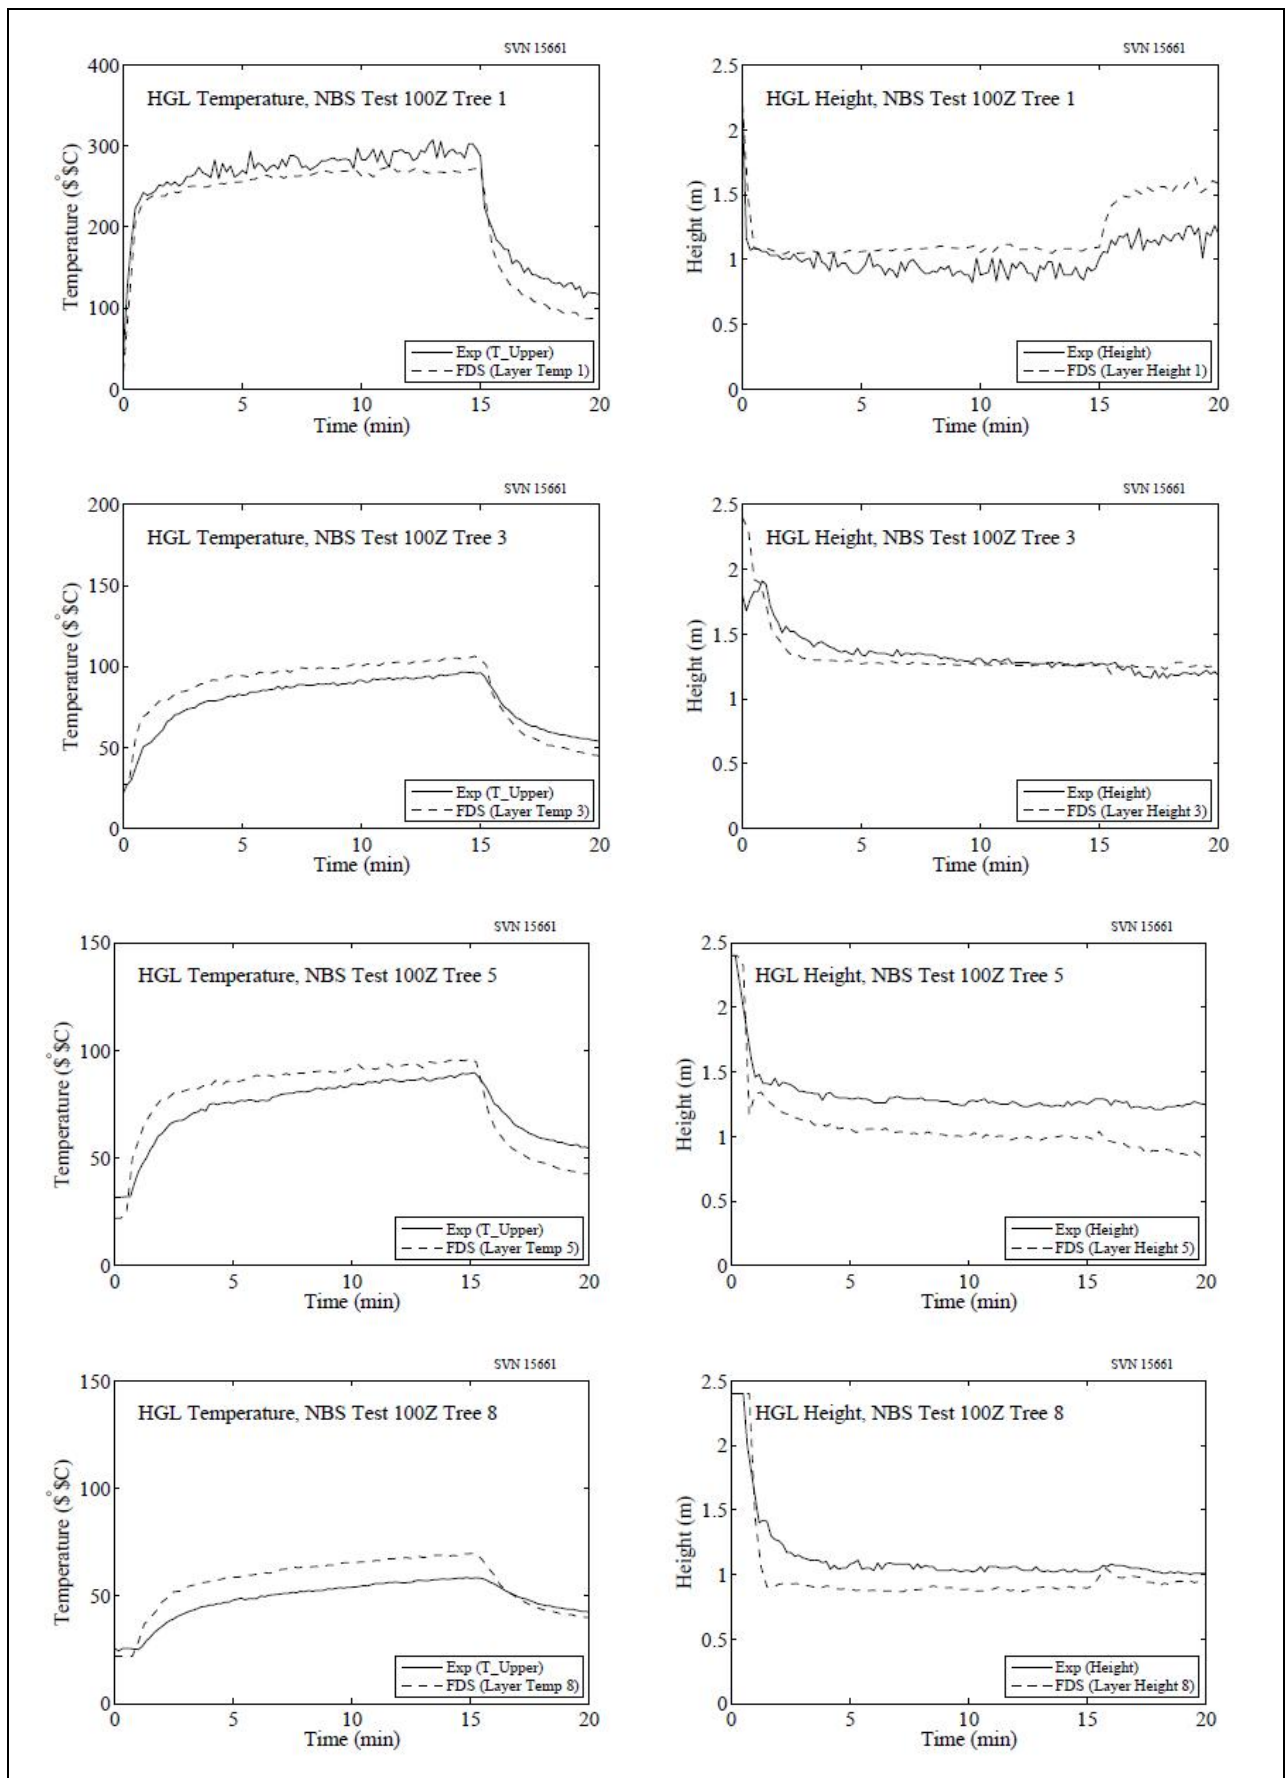 SVN 15661
400
300
200
100
0
HGL Temperature, NBS Test 100Z Tree 1
Temperature ($°$C)
Exp (T_Upper)
FDS (Layer Temp 1)
0 5 10 15 20
Time (min)
SVN 15661
2.5
2
1.5
1
0.5
0
HGL Height, NBS Test 100Z Tree 1
Height (m)
Exp (Height)
FDS (Layer Height 1)
0 5 10 15 20
Time (min)
SVN 15661
200
150
100
50
0
HGL Temperature, NBS Test 100Z Tree 3
Temperature ($°$C)
Exp (T_Upper)
FDS (Layer Temp 3)
0 5 10 15 20
Time (min)
SVN 15661
2.5
2
1.5
1
0.5
0
HGL Height, NBS Test 100Z Tree 3
Height (m)
Exp (Height)
FDS (Layer Height 3)
0 5 10 15 20
Time (min)
SVN 15661
150
100
50
0
HGL Temperature, NBS Test 100Z Tree 5
Temperature ($°$C)
Exp (T_Upper)
FDS (Layer Temp 5)
0 5 10 15 20
Time (min)
SVN 15661
2.5
2
1.5
1
0.5
0
HGL Height, NBS Test 100Z Tree 5
Height (m)
Exp (Height)
FDS (Layer Height 5)
0 5 10 15 20
Time (min)
SVN 15661
150
100
50
0
HGL Temperature, NBS Test 100Z Tree 8
Temperature ($°$C)
Exp (T_Upper)
FDS (Layer Temp 8)
0 5 10 15 20
Time (min)
SVN 15661
2.5
2
1.5
1
0.5
0
HGL Height, NBS Test 100Z Tree 8
Height (m)
Exp (Height)
FDS (Layer Height 8)
0 5 10 15 20
Time (min)